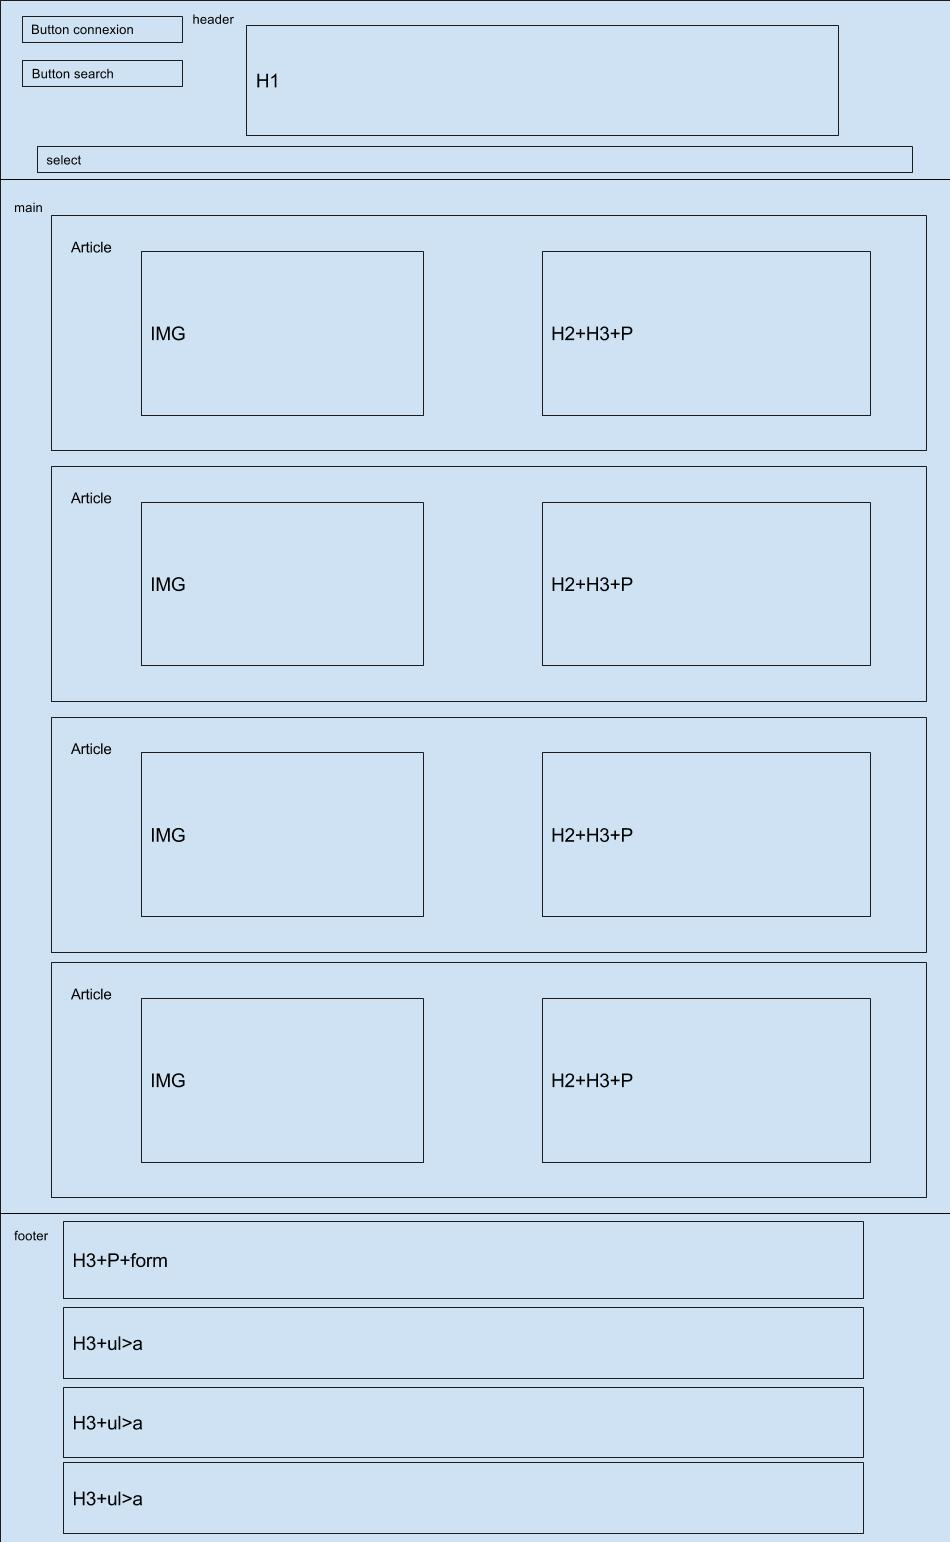 Button connexion
header
Button search
H1
select
main
Article
IMG
H2+H3+P
Article
IMG
H2+H3+P
Article
IMG
H2+H3+P
Article
IMG
H2+H3+P
footer
H3+P+form
H3+ul>a
H3+ul>a
H3+ul>a